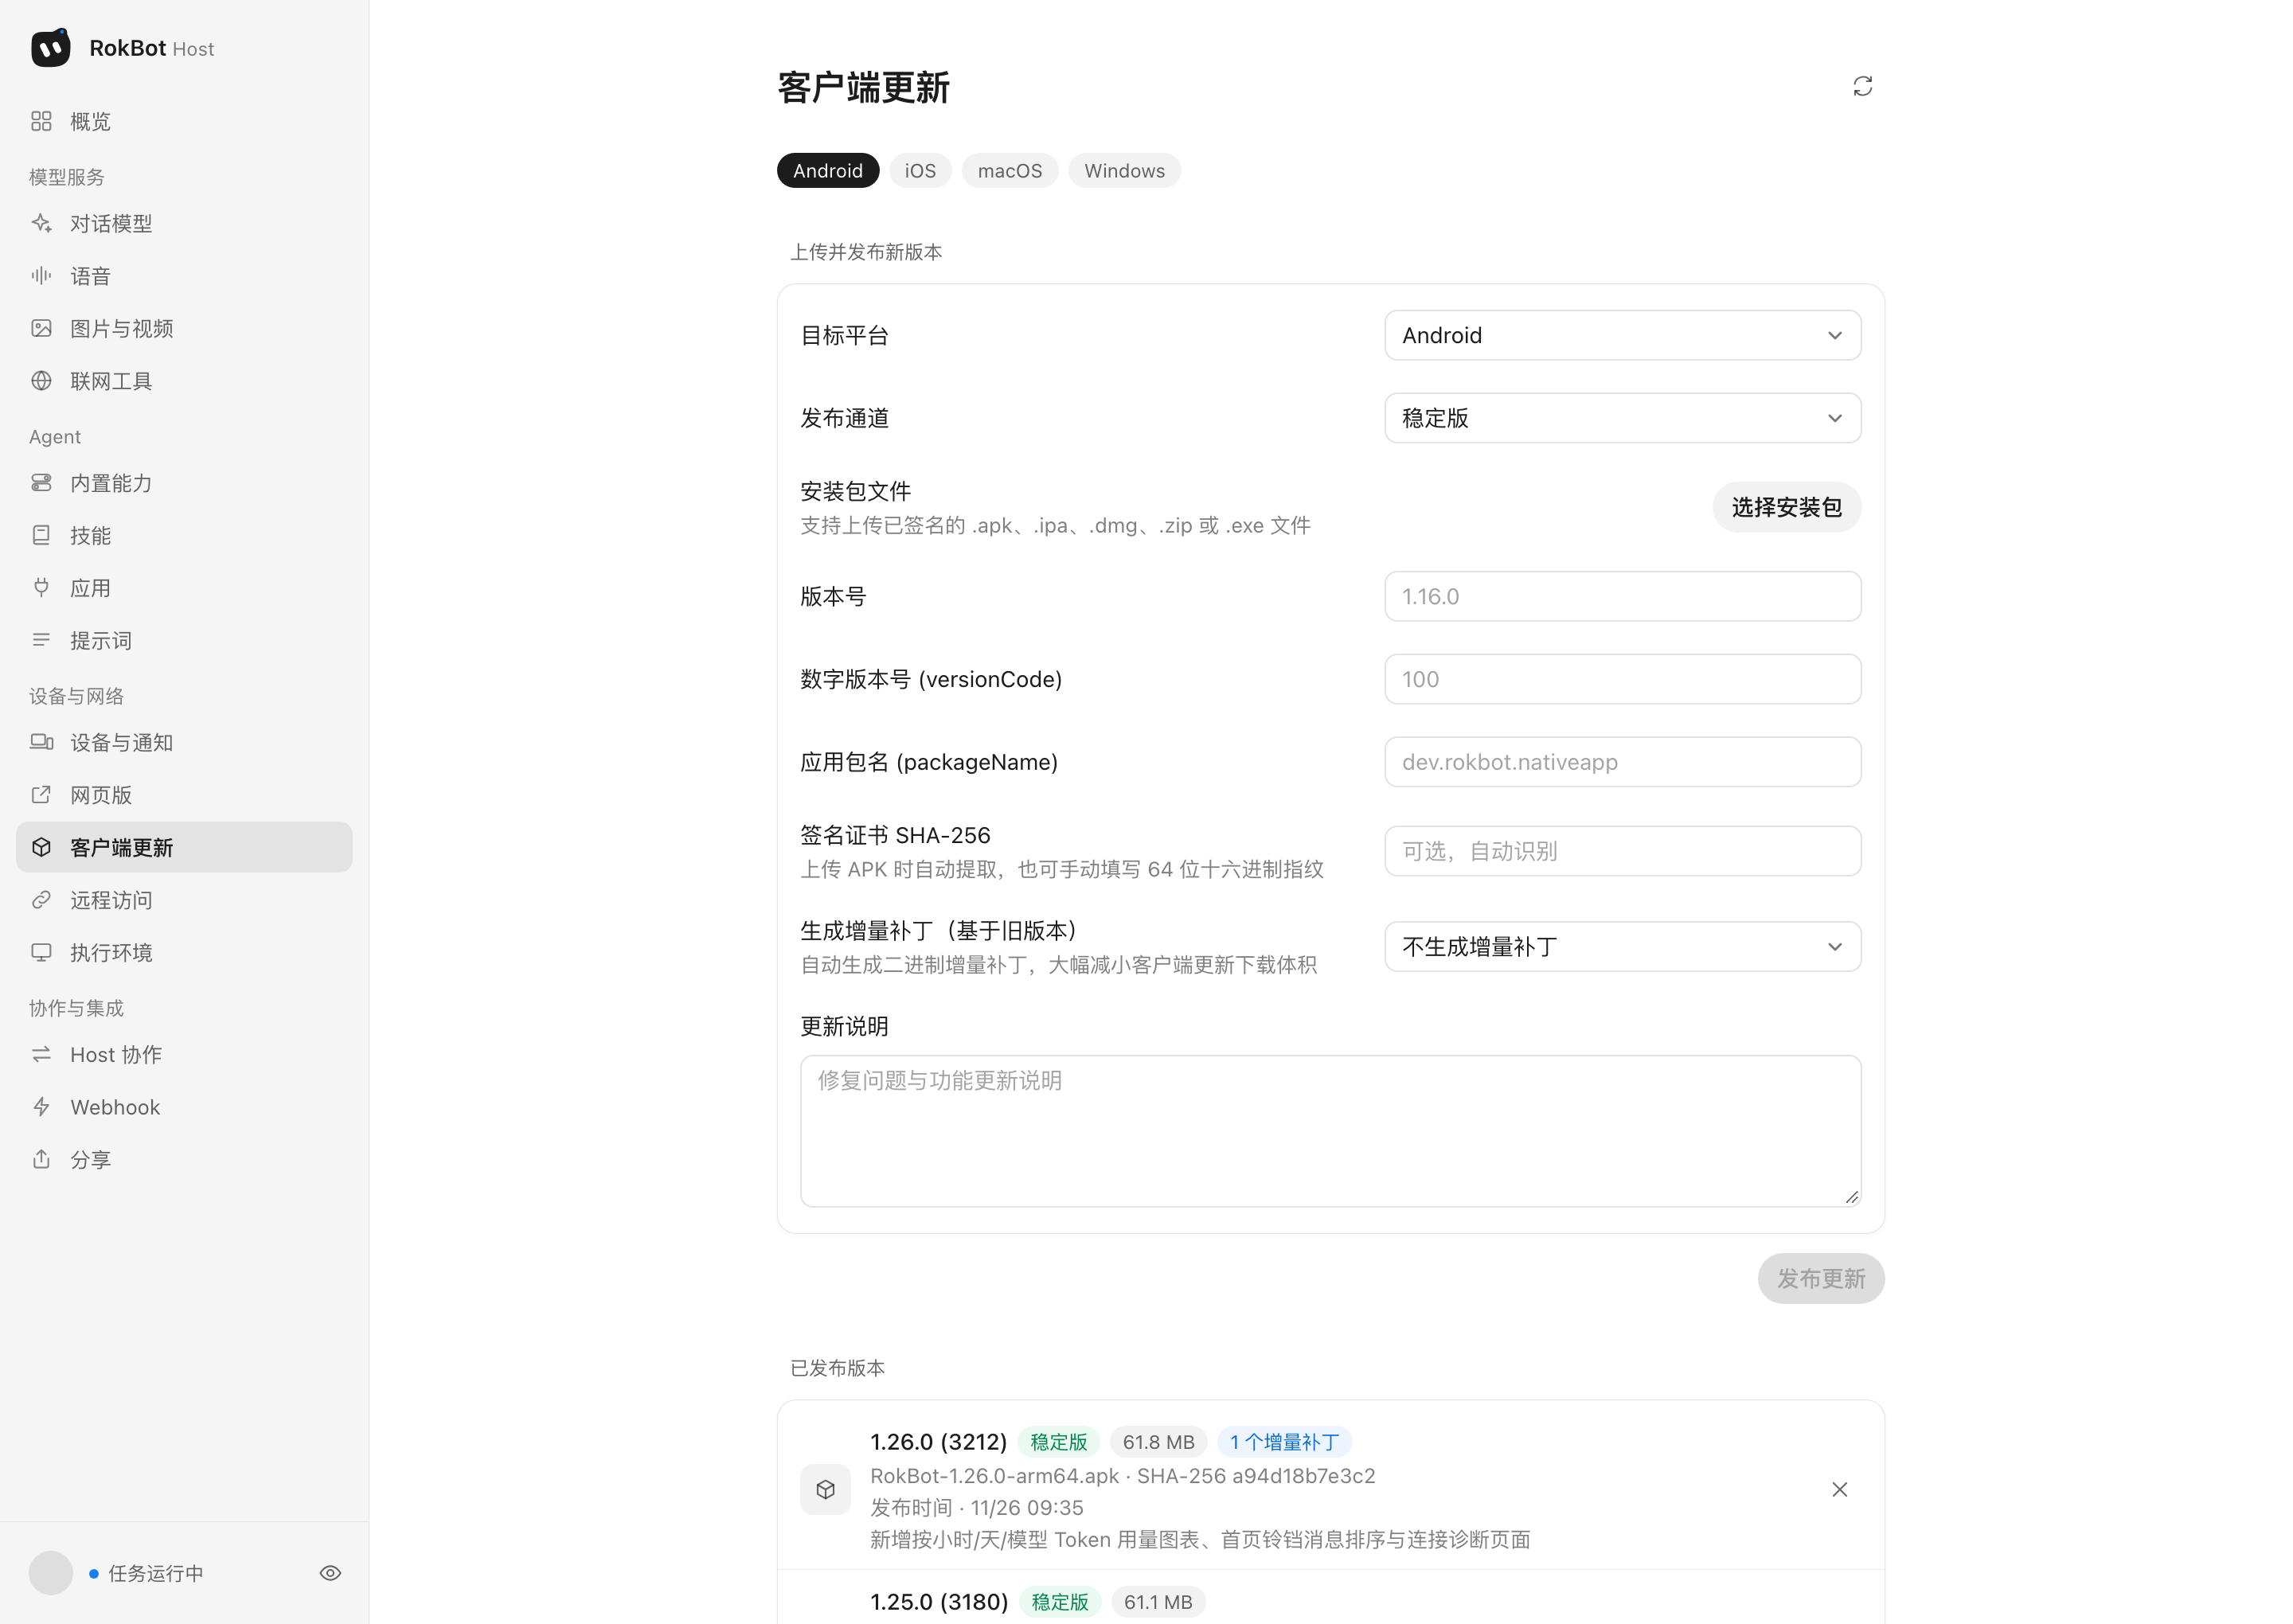 RokBot Host
概览
模型服务
对话模型
语音
图片与视频
联网工具
Agent
内置能力
技能
应用
提示词
设备与网络
设备与通知
网页版
客户端更新
远程访问
执行环境
协作与集成
Host 协作
Webhook
分享
任务运行中
客户端更新
Android
iOS
macOS
Windows
上传并发布新版本
目标平台
Android
发布通道
稳定版
安装包文件
支持上传已签名的 .apk、.ipa、.dmg、.zip 或 .exe 文件
选择安装包
版本号
1.16.0
数字版本号 (versionCode)
100
应用包名 (packageName)
dev.rokbot.nativeapp
签名证书 SHA-256
上传 APK 时自动提取，也可手动填写 64 位十六进制指纹
可选，自动识别
生成增量补丁（基于旧版本）
自动生成二进制增量补丁，大幅减小客户端更新下载体积
不生成增量补丁
更新说明
修复问题与功能更新说明
发布更新
已发布版本
1.26.0 (3212) 稳定版 61.8 MB 1 个增量补丁
RokBot-1.26.0-arm64.apk · SHA-256 a94d18b7e3c2
发布时间 · 11/26 09:35
新增按小时/天/模型 Token 用量图表、首页铃铛消息排序与连接诊断页面
1.25.0 (3180) 稳定版 61.1 MB